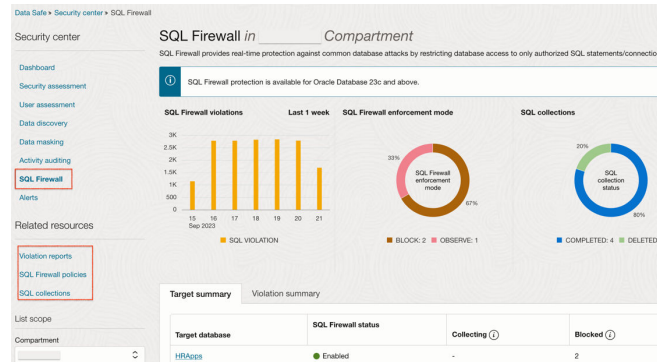 Data Safe » Security center » SQL Firewall
Security center
Dashboard
Security assessment
User assessment
Data discovery
Data masking
Activity auditing
SQL Firewall
Alerts
Related resources
Violation reports
SQL Firewall policies
SQL collections
List scope
Compartment
SQL Firewall in Compartment
SQL Firewall provides real-time protection against common database attacks by restricting database access to only authorized SQL statements/connectio
SQL Firewall protection is available for Oracle Database 23c and above.
SQL Firewall violations Last 1 week
3K
2.5K
2K
1.5K
1K
500
0
15 16 17 18 19 20 21
Sep 2023
SQL VIOLATION
SQL Firewall enforcement mode
33%
SQL Firewall
enforcement
mode
67%
BLOCK: 2 OBSERVE: 1
SQL collections
20%
SQL
collection
status
80%
COMPLETED: 4 DELETED
Target summary Violation summary
Target database SQL Firewall status Collecting Blocked
HRApps Enabled - 2